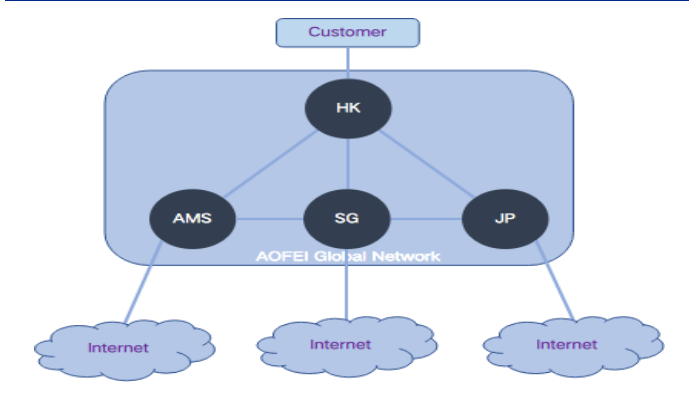 Customer
HK
AMS
SG
JP
AOFEI Global Network
Internet
Internet
Internet